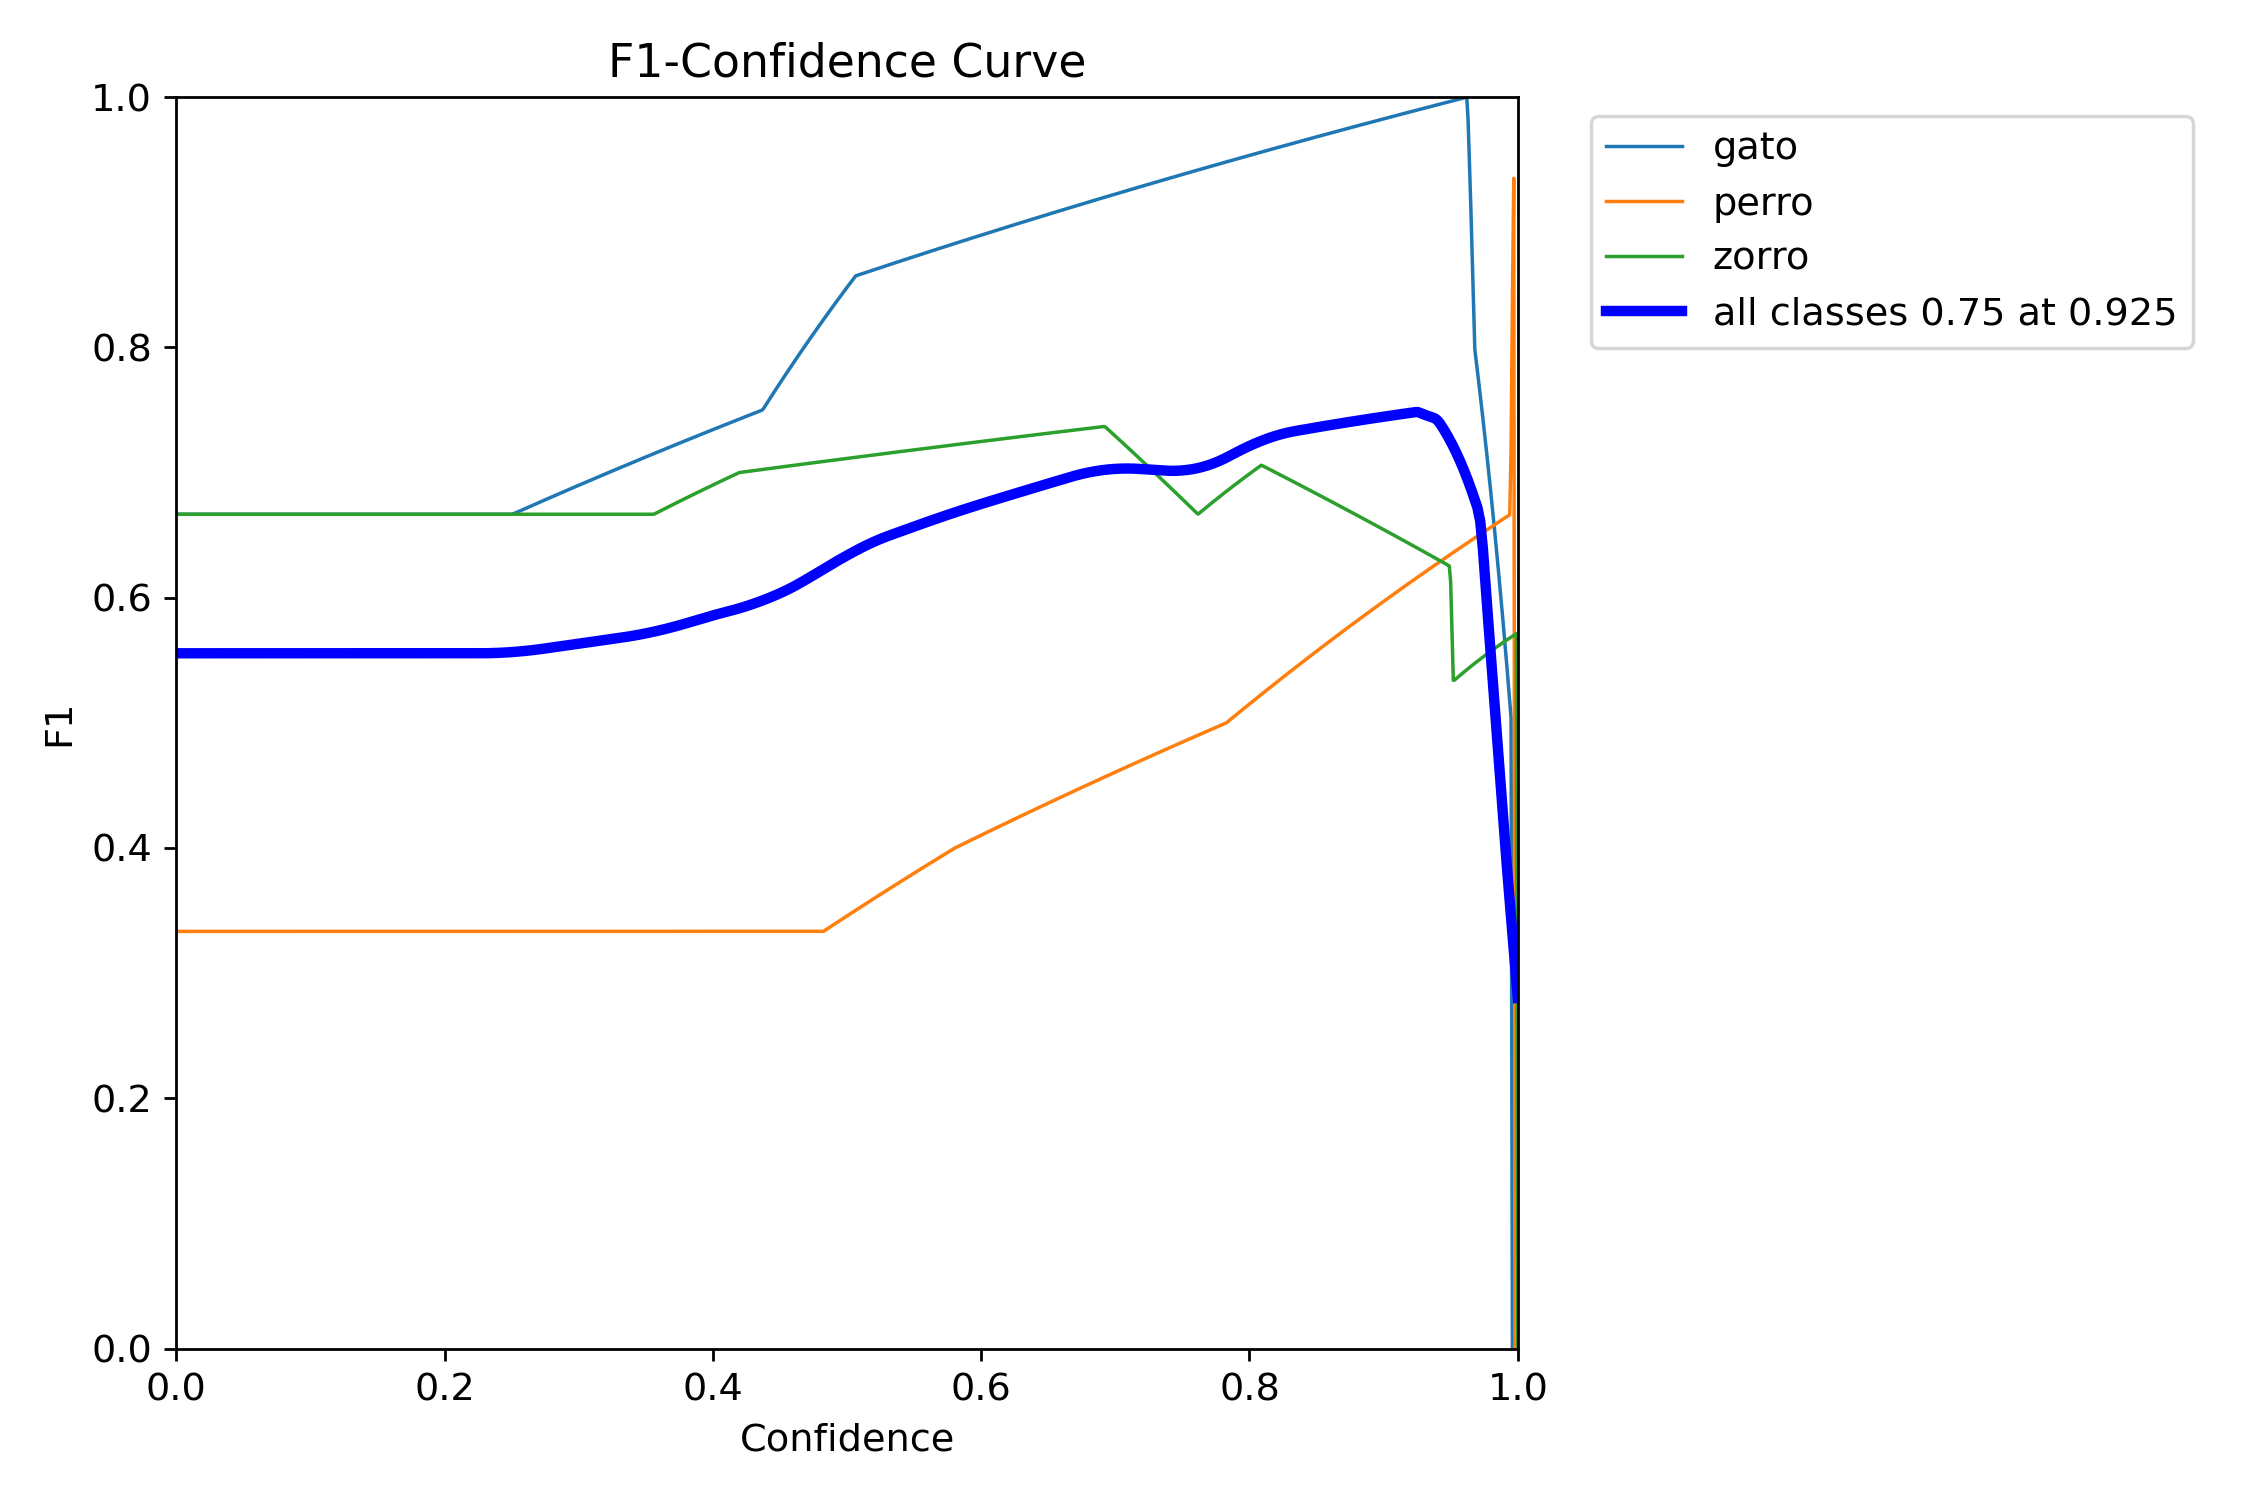 F1-Confidence Curve
1.0
0.8
0.6
0.4
0.2
0.0
F1
0.0 0.2 0.4 0.6 0.8 1.0
Confidence
gato
perro
zorro
all classes 0.75 at 0.925